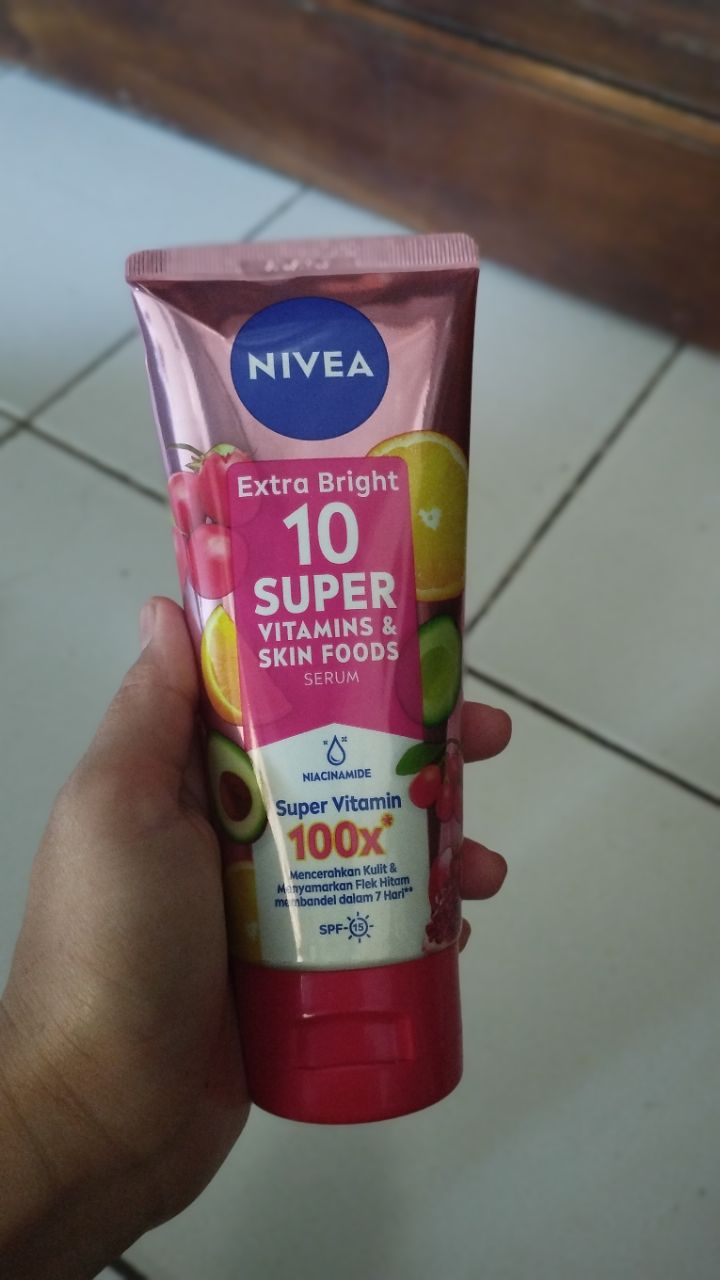 NIVEA
Extra Bright
10
SUPER
VITAMINS &
SKIN FOODS
SERUM
NIACINAMIDE
Super Vitamin
100x*
Mencerahkan Kulit &
Menyamarkan Flek Hitam
membandel dalam 7 Hari**
SPF-15